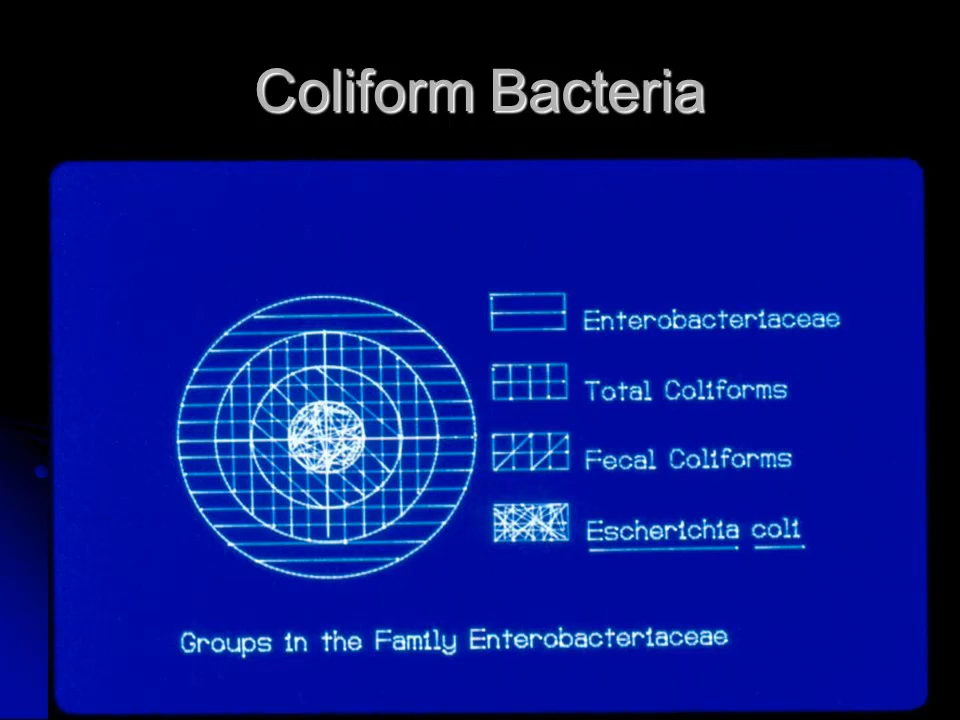 Coliform Bacteria
Enterobacteriaceae
Total Coliforms
Fecal Coliforms
Escherichia coli
Groups in the Family Enterobacteriaceae